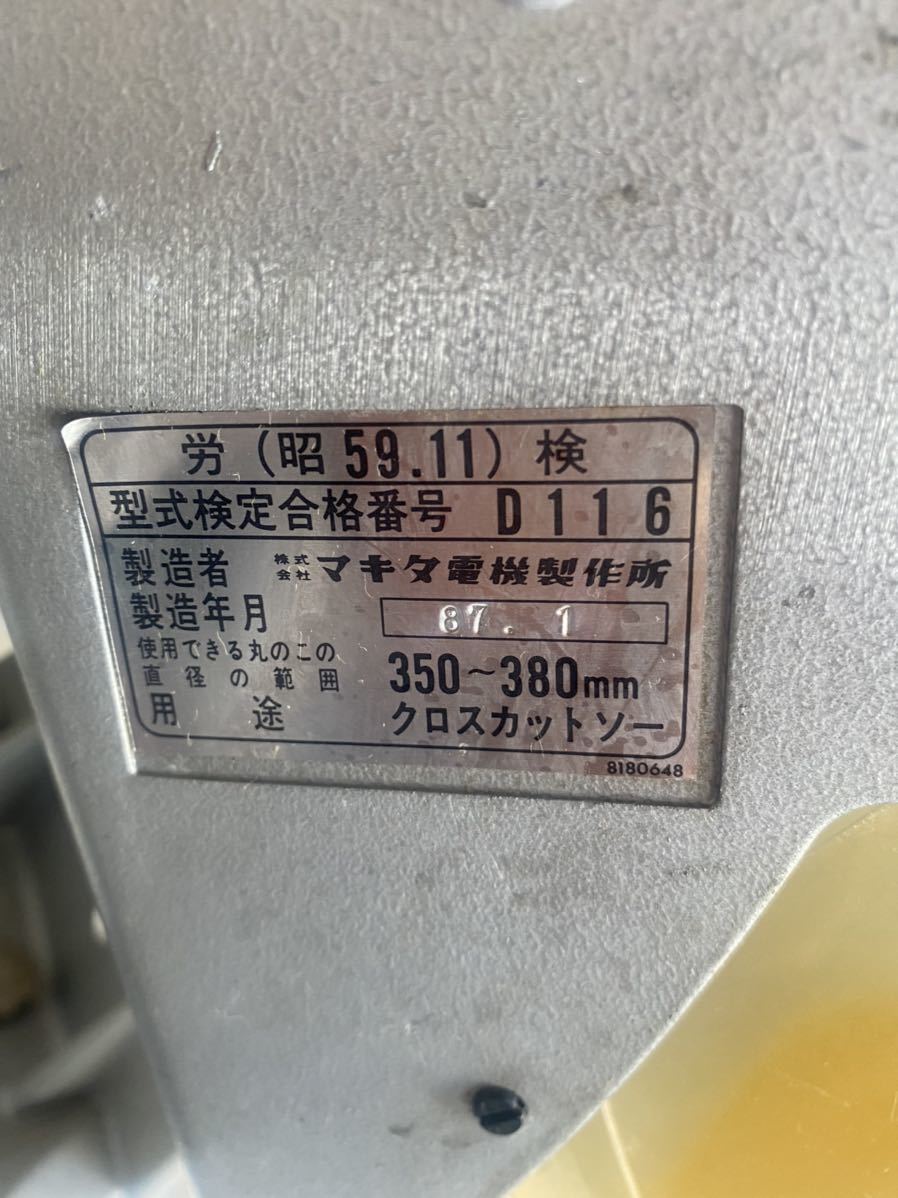 労（昭59.11）検
型式検定合格番号 D116
製造者 株式会社 マキタ電機製作所
製造年月 87.1
使用できる丸のこの
直径の範囲 350～380mm
用途 クロスカットソー
8180648